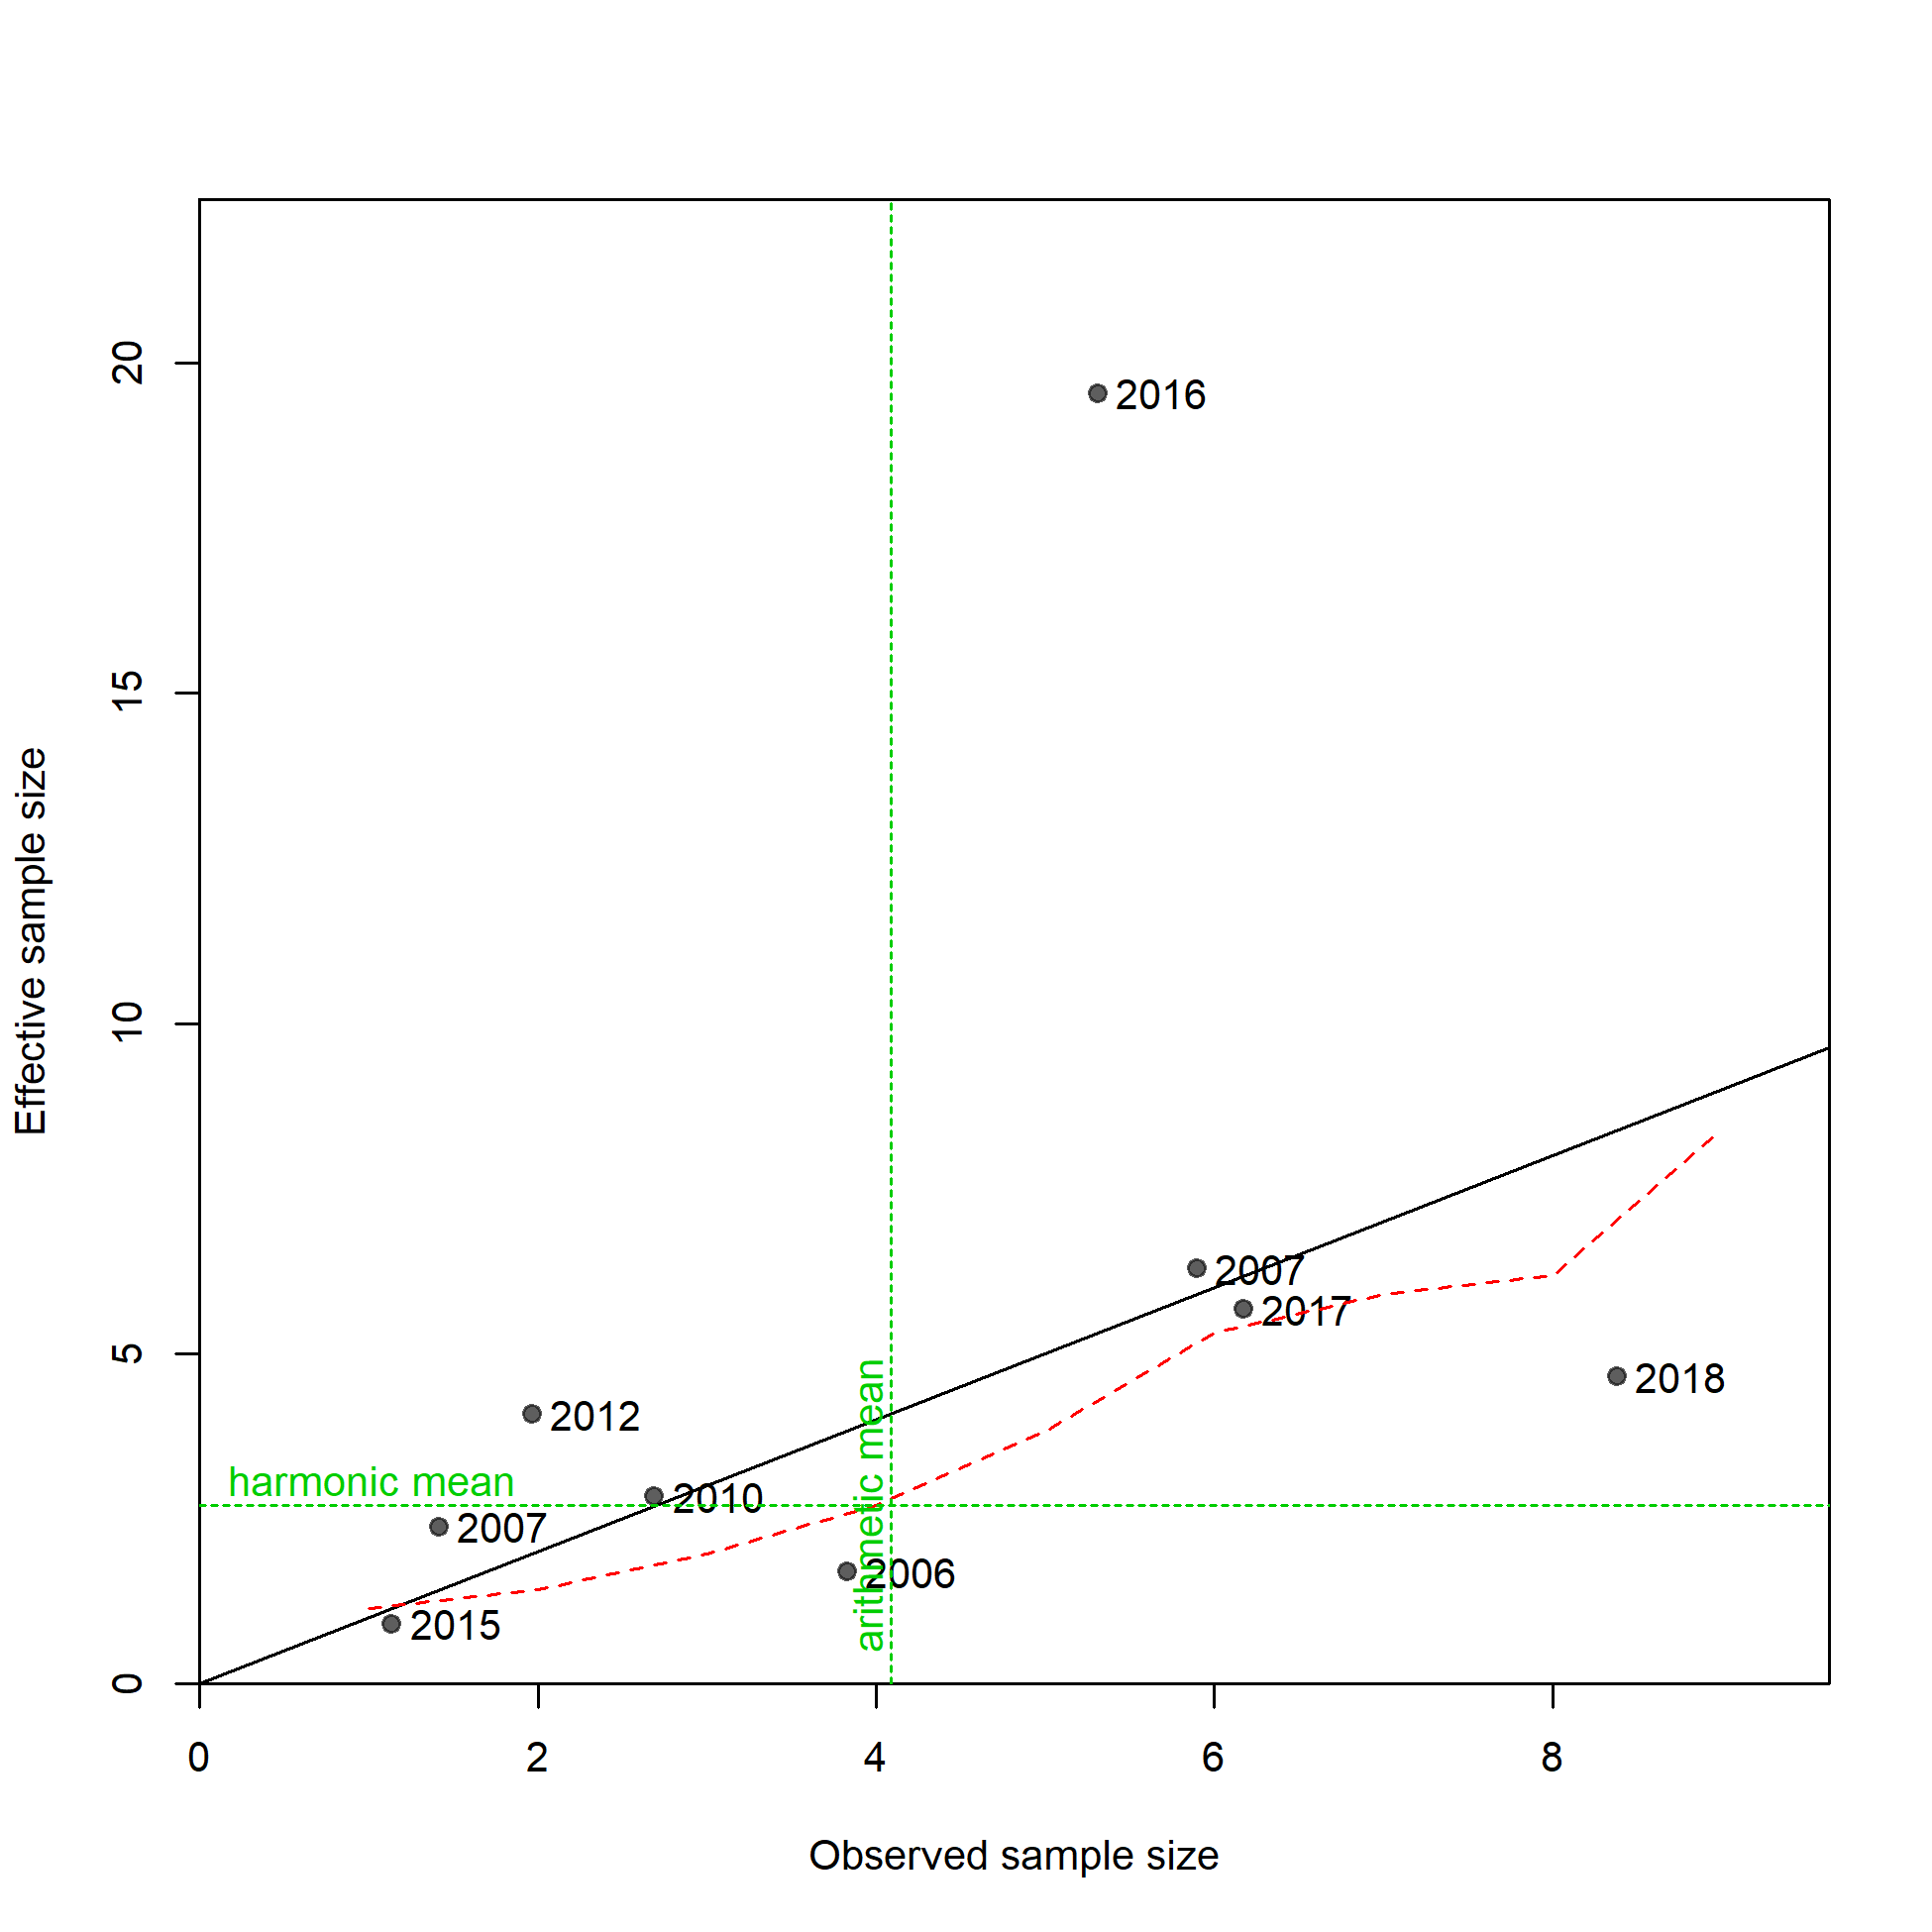 20
2016
15
Effective sample size
10
2007
2017
5
2018
2012
arithmetic mean
harmonic mean
2010
2007
2006
2015
0
0 2 4 6 8
Observed sample size